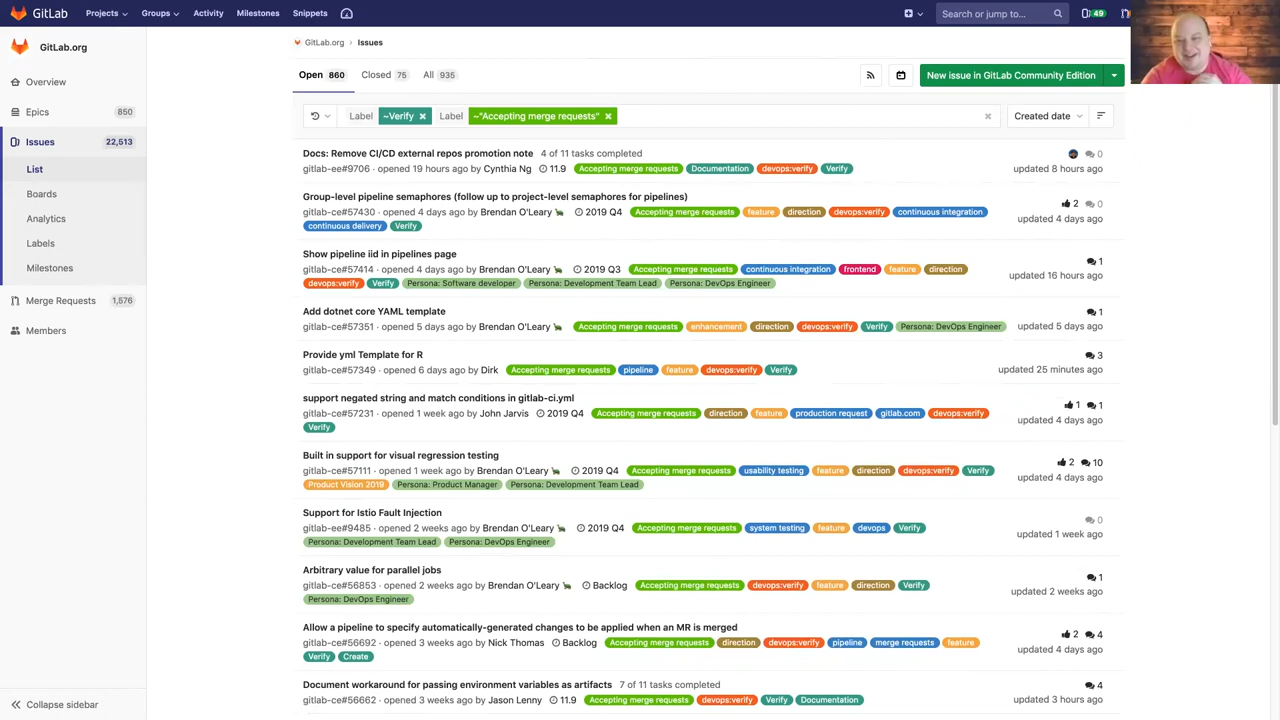 GitLab Projects Groups Activity Milestones Snippets Search or jump to... 49
GitLab.org
Overview
Epics 850
Issues 22,513
List
Boards
Analytics
Labels
Milestones
Merge Requests 1,576
Members
Collapse sidebar
GitLab.org › Issues
Open 860 Closed 75 All 935 New issue in GitLab Community Edition
Label ~Verify × Label ~"Accepting merge requests" × Created date
Docs: Remove CI/CD external repos promotion note 4 of 11 tasks completed 0
gitlab-ee#9706 · opened 19 hours ago by Cynthia Ng 11.9 Accepting merge requests Documentation devops:verify Verify updated 8 hours ago
Group-level pipeline semaphores (follow up to project-level semaphores for pipelines) 2 0
gitlab-ce#57430 · opened 4 days ago by Brendan O'Leary 2019 Q4 Accepting merge requests feature direction devops:verify continuous integration updated 4 days ago
continuous delivery Verify
Show pipeline iid in pipelines page 1
gitlab-ce#57414 · opened 4 days ago by Brendan O'Leary 2019 Q3 Accepting merge requests continuous integration frontend feature direction updated 16 hours ago
devops:verify Verify Persona: Software developer Persona: Development Team Lead Persona: DevOps Engineer
Add dotnet core YAML template 1
gitlab-ce#57351 · opened 5 days ago by Brendan O'Leary Accepting merge requests enhancement direction devops:verify Verify Persona: DevOps Engineer updated 5 days ago
Provide yml Template for R 3
gitlab-ce#57349 · opened 6 days ago by Dirk Accepting merge requests pipeline feature devops:verify Verify updated 25 minutes ago
support negated string and match conditions in gitlab-ci.yml 1 1
gitlab-ce#57231 · opened 1 week ago by John Jarvis 2019 Q4 Accepting merge requests direction feature production request gitlab.com devops:verify updated 4 days ago
Verify
Built in support for visual regression testing 2 10
gitlab-ce#57111 · opened 1 week ago by Brendan O'Leary 2019 Q4 Accepting merge requests usability testing feature direction devops:verify Verify updated 4 days ago
Product Vision 2019 Persona: Product Manager Persona: Development Team Lead
Support for Istio Fault Injection 0
gitlab-ee#9485 · opened 2 weeks ago by Brendan O'Leary 2019 Q4 Accepting merge requests system testing feature devops Verify updated 1 week ago
Persona: Development Team Lead Persona: DevOps Engineer
Arbitrary value for parallel jobs 1
gitlab-ce#56853 · opened 2 weeks ago by Brendan O'Leary Backlog Accepting merge requests devops:verify feature direction Verify updated 2 weeks ago
Persona: DevOps Engineer
Allow a pipeline to specify automatically-generated changes to be applied when an MR is merged 2 4
gitlab-ce#56692 · opened 3 weeks ago by Nick Thomas Backlog Accepting merge requests direction devops:verify pipeline merge requests feature updated 4 days ago
Verify Create
Document workaround for passing environment variables as artifacts 7 of 11 tasks completed 4
gitlab-ce#56662 · opened 3 weeks ago by Jason Lenny 11.9 Accepting merge requests devops:verify Verify Documentation updated 3 hours ago